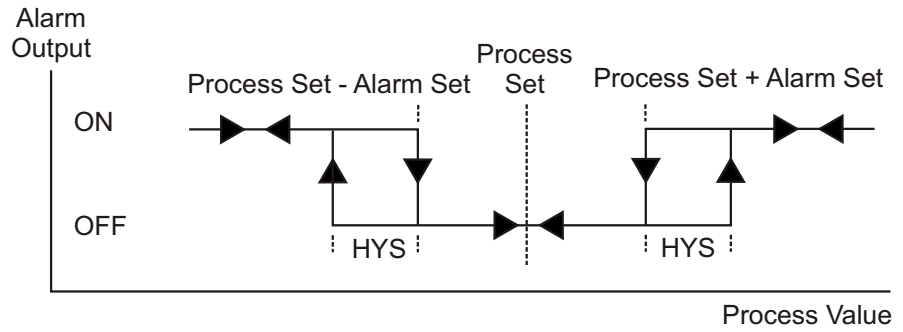 Alarm
Output
Process
Set
Process Set - Alarm Set
Process Set + Alarm Set
ON
OFF
HYS
HYS
Process Value